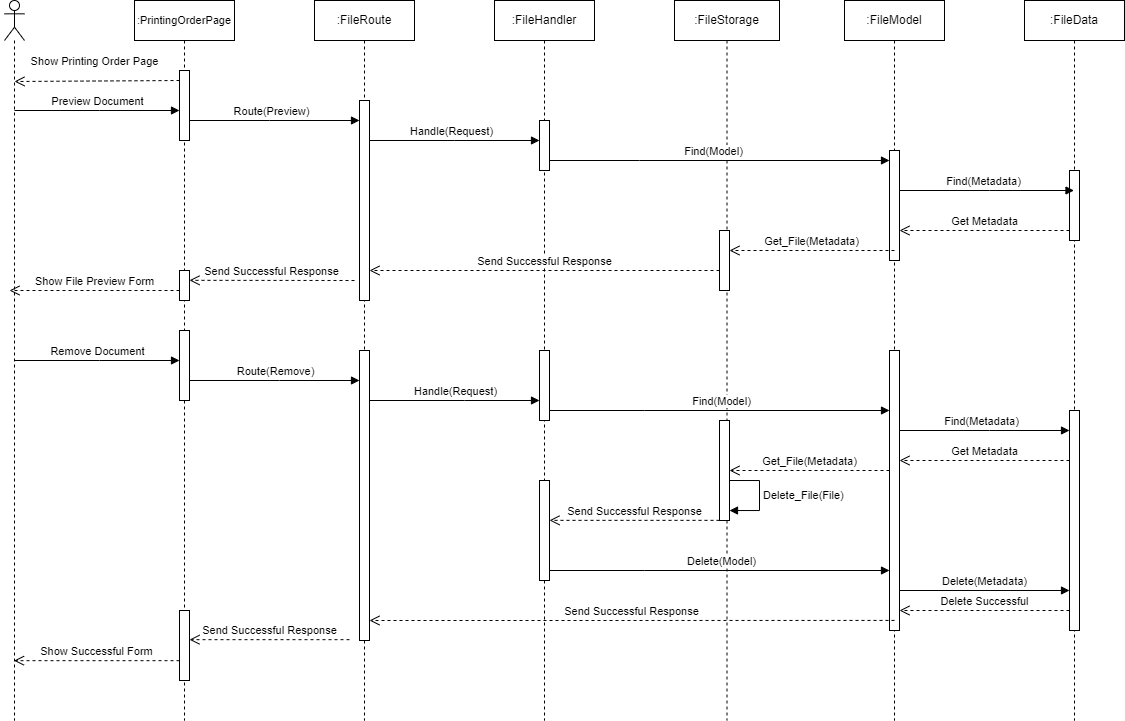 :PrintingOrderPage
:FileRoute
:FileHandler
:FileStorage
:FileModel
:FileData
Show Printing Order Page
Preview Document
Route(Preview)
Handle(Request)
Find(Model)
Find(Metadata)
Get Metadata
Get_File(Metadata)
Send Successful Response
Send Successful Response
Show File Preview Form
Remove Document
Route(Remove)
Handle(Request)
Find(Model)
Find(Metadata)
Get Metadata
Get_File(Metadata)
Delete_File(File)
Send Successful Response
Delete(Model)
Delete(Metadata)
Delete Successful
Send Successful Response
Send Successful Response
Show Successful Form